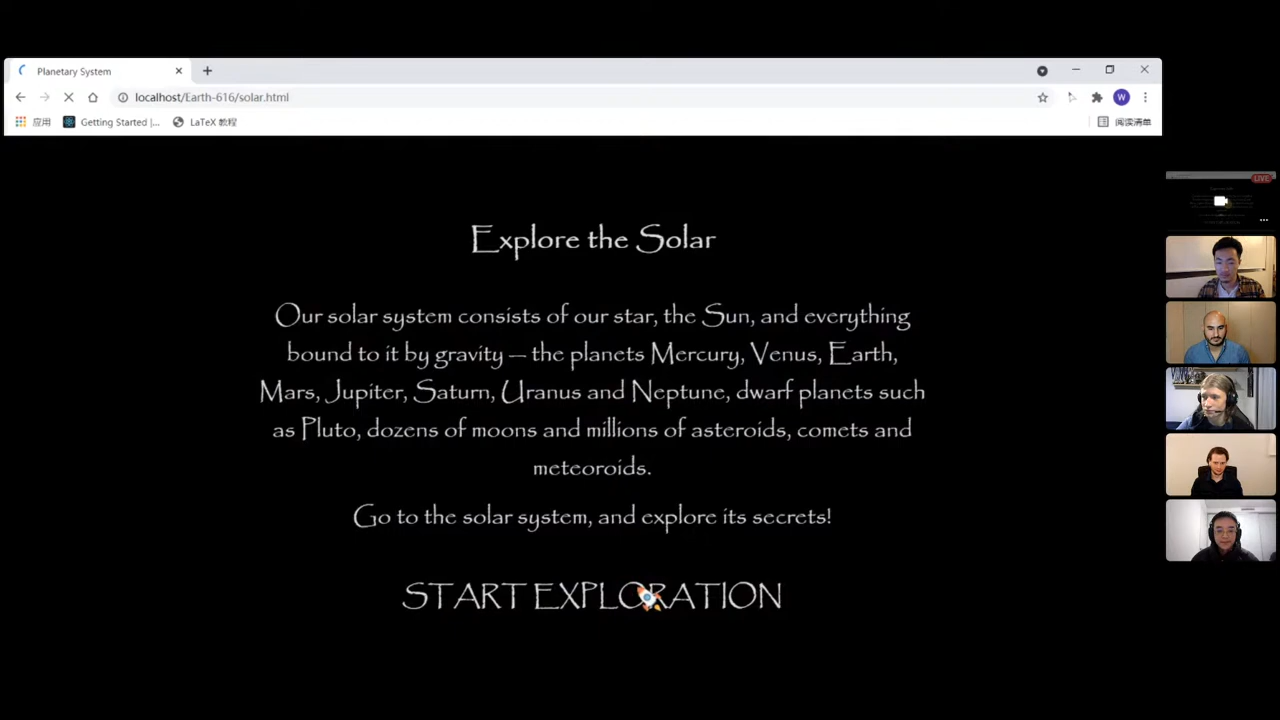 Planetary System
localhost/Earth-616/solar.html
W
应用
Getting Started |...
LaTeX 教程
阅读清单
LIVE
Explore the Solar
Our solar system consists of our star, the Sun, and everything
bound to it by gravity — the planets Mercury, Venus, Earth,
Mars, Jupiter, Saturn, Uranus and Neptune, dwarf planets such
as Pluto, dozens of moons and millions of asteroids, comets and
meteoroids.
Go to the solar system, and explore its secrets!
START EXPLORATION